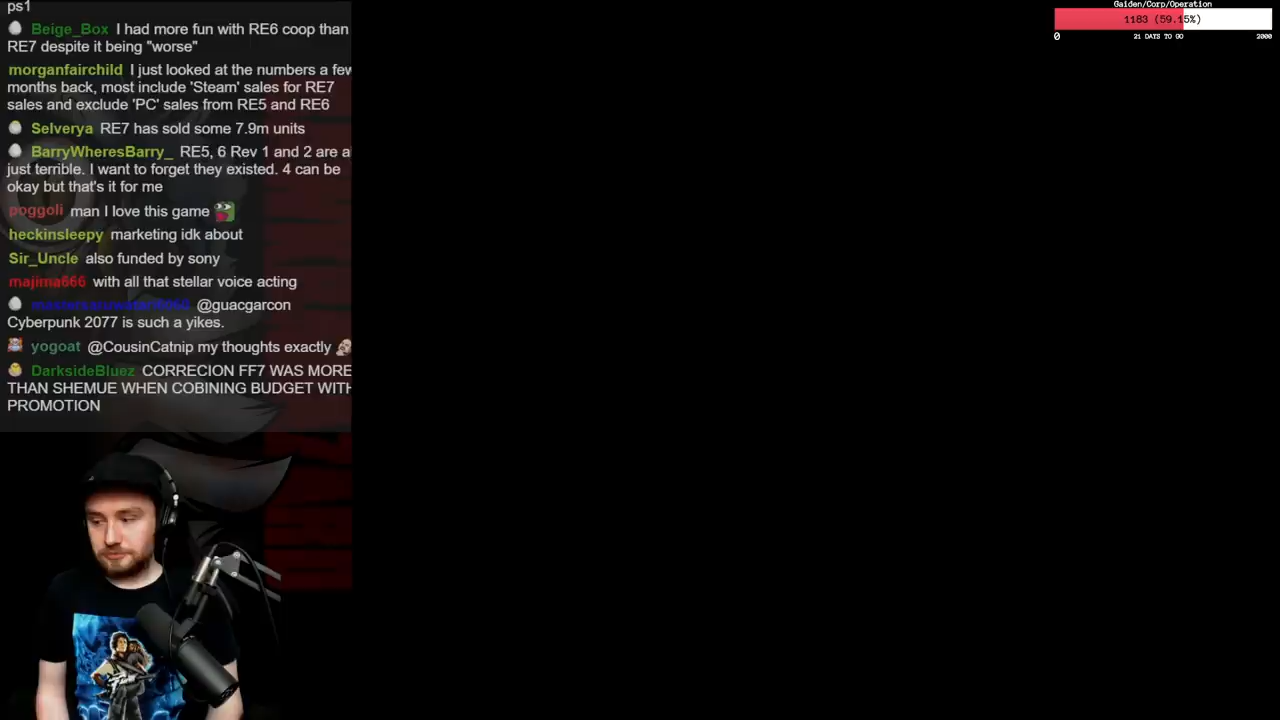 ps1
Beige_Box I had more fun with RE6 coop than
RE7 despite it being "worse"
morganfairchild I just looked at the numbers a few
months back, most include 'Steam' sales for RE7
sales and exclude 'PC' sales from RE5 and RE6
Selverya RE7 has sold some 7.9m units
BarryWheresBarry_ RE5, 6 Rev 1 and 2 are a
just terrible. I want to forget they existed. 4 can be
okay but that's it for me
poggoli man I love this game
heckinsleepy marketing idk about
Sir_Uncle also funded by sony
majima666 with all that stellar voice acting
@guacgarcon
Cyberpunk 2077 is such a yikes.
yogoat @CousinCatnip my thoughts exactly
DarksideBluez CORRECION FF7 WAS MORE
THAN SHEMUE WHEN COBINING BUDGET WITH
PROMOTION
Gaiden/Corp/Operation
1183 (59.15%)
0 21 DAYS TO GO 2000